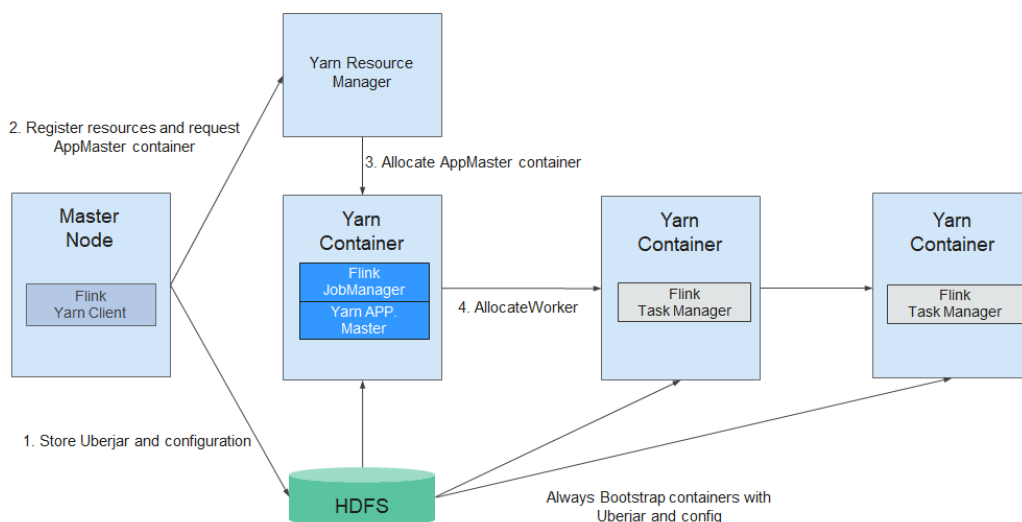 Yarn Resource
Manager
2. Register resources and request
AppMaster container
3. Allocate AppMaster container
Master
Node
Flink
Yarn Client
Yarn
Container
Flink
JobManager
Yarn APP.
Master
4. AllocateWorker
Yarn
Container
Flink
Task Manager
Yarn
Container
Flink
Task Manager
1. Store Uberjar and configuration
HDFS
Always Bootstrap containers with
Uberjar and config